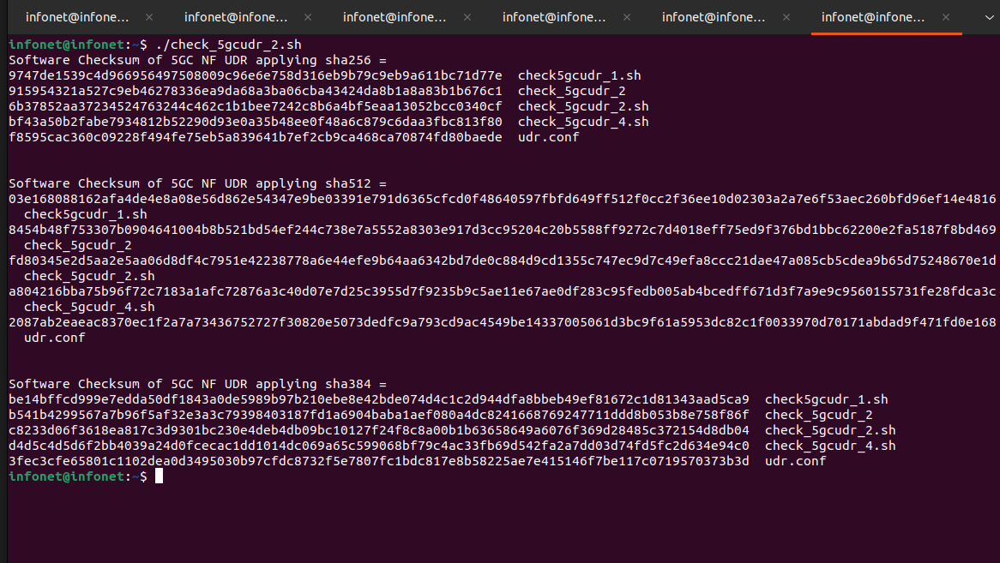 infonet@infone... × infonet@infone... × infonet@infone... × infonet@infone... × infonet@infone... × infonet@infone... ×
infonet@infonet:~$ ./check_5gcudr_2.sh
Software Checksum of 5GC NF UDR applying sha256 =
9747de1539c4d966956497508009c96e6e758d316eb9b79c9eb9a611bc71d77e  check5gcudr_1.sh
915954321a527c9eb46278336ea9da68a3ba06cba43424da8b1a8a83b1b676c1  check_5gcudr_2
6b37852aa37234524763244c462c1b1bee7242c8b6a4bf5eaa13052bcc0340cf  check_5gcudr_2.sh
bf43a50b2fabe7934812b52290d93e0a35b48ee0f48a6c879c6daa3fbc813f80  check_5gcudr_4.sh
f8595cac360c09228f494fe75eb5a839641b7ef2cb9ca468ca70874fd80baede  udr.conf
Software Checksum of 5GC NF UDR applying sha512 =
03e168088162afa4de4e8a08e56d862e54347e9be03391e791d6365cfcd0f48640597fbfd649ff512f0cc2f36ee10d02303a2a7e6f53aec260bfd96ef14e4816
check5gcudr_1.sh
8454b48f753307b0904641004b8b521bd54ef244c738e7a5552a8303e917d3cc95204c20b5588ff9272c7d4018eff75ed9f376bd1bbc62200e2fa5187f8bd469
check_5gcudr_2
fd80345e2d5aa2e5aa06d8df4c7951e42238778a6e44efe9b64aa6342bd7de0c884d9cd1355c747ec9d7c49efa8ccc21dae47a085cb5cdea9b65d75248670e1d
check_5gcudr_2.sh
a804216bba75b96f72c7183a1afc72876a3c40d07e7d25c3955d7f9235b9c5ae11e67ae0df283c95fedb005ab4bcedff671d3f7a9e9c9560155731fe28fdca3c
check_5gcudr_4.sh
2087ab2eaeac8370ec1f2a7a73436752727f30820e5073dedfc9a793cd9ac4549be14337005061d3bc9f61a5953dc82c1f0033970d70171abdad9f471fd0e168
udr.conf
Software Checksum of 5GC NF UDR applying sha384 =
be14bffcd999e7edda50df1843a0de5989b97b210ebe8e42bde074d4c1c2d944dfa8bbeb49ef81672c1d81343aad5ca9  check5gcudr_1.sh
b541b4299567a7b96f5af32e3a3c79398403187fd1a6904baba1aef080a4dc8241668769247711ddd8b053b8e758f86f  check_5gcudr_2
c8233d06f3618ea817c3d9301bc230e4deb4db09bc10127f24f8c8a00b1b63658649a6076f369d28485c372154d8db04  check_5gcudr_2.sh
d4d5c4d5d6f2bb4039a24d0fcecac1dd1014dc069a65c599068bf79c4ac33fb69d542fa2a7dd03d74fd5fc2d634e94c0  check_5gcudr_4.sh
3fec3cfe65801c1102dea0d3495030b97cfdc8732f5e7807fc1bdc817e8b58225ae7e415146f7be117c0719570373b3d  udr.conf
infonet@infonet:~$